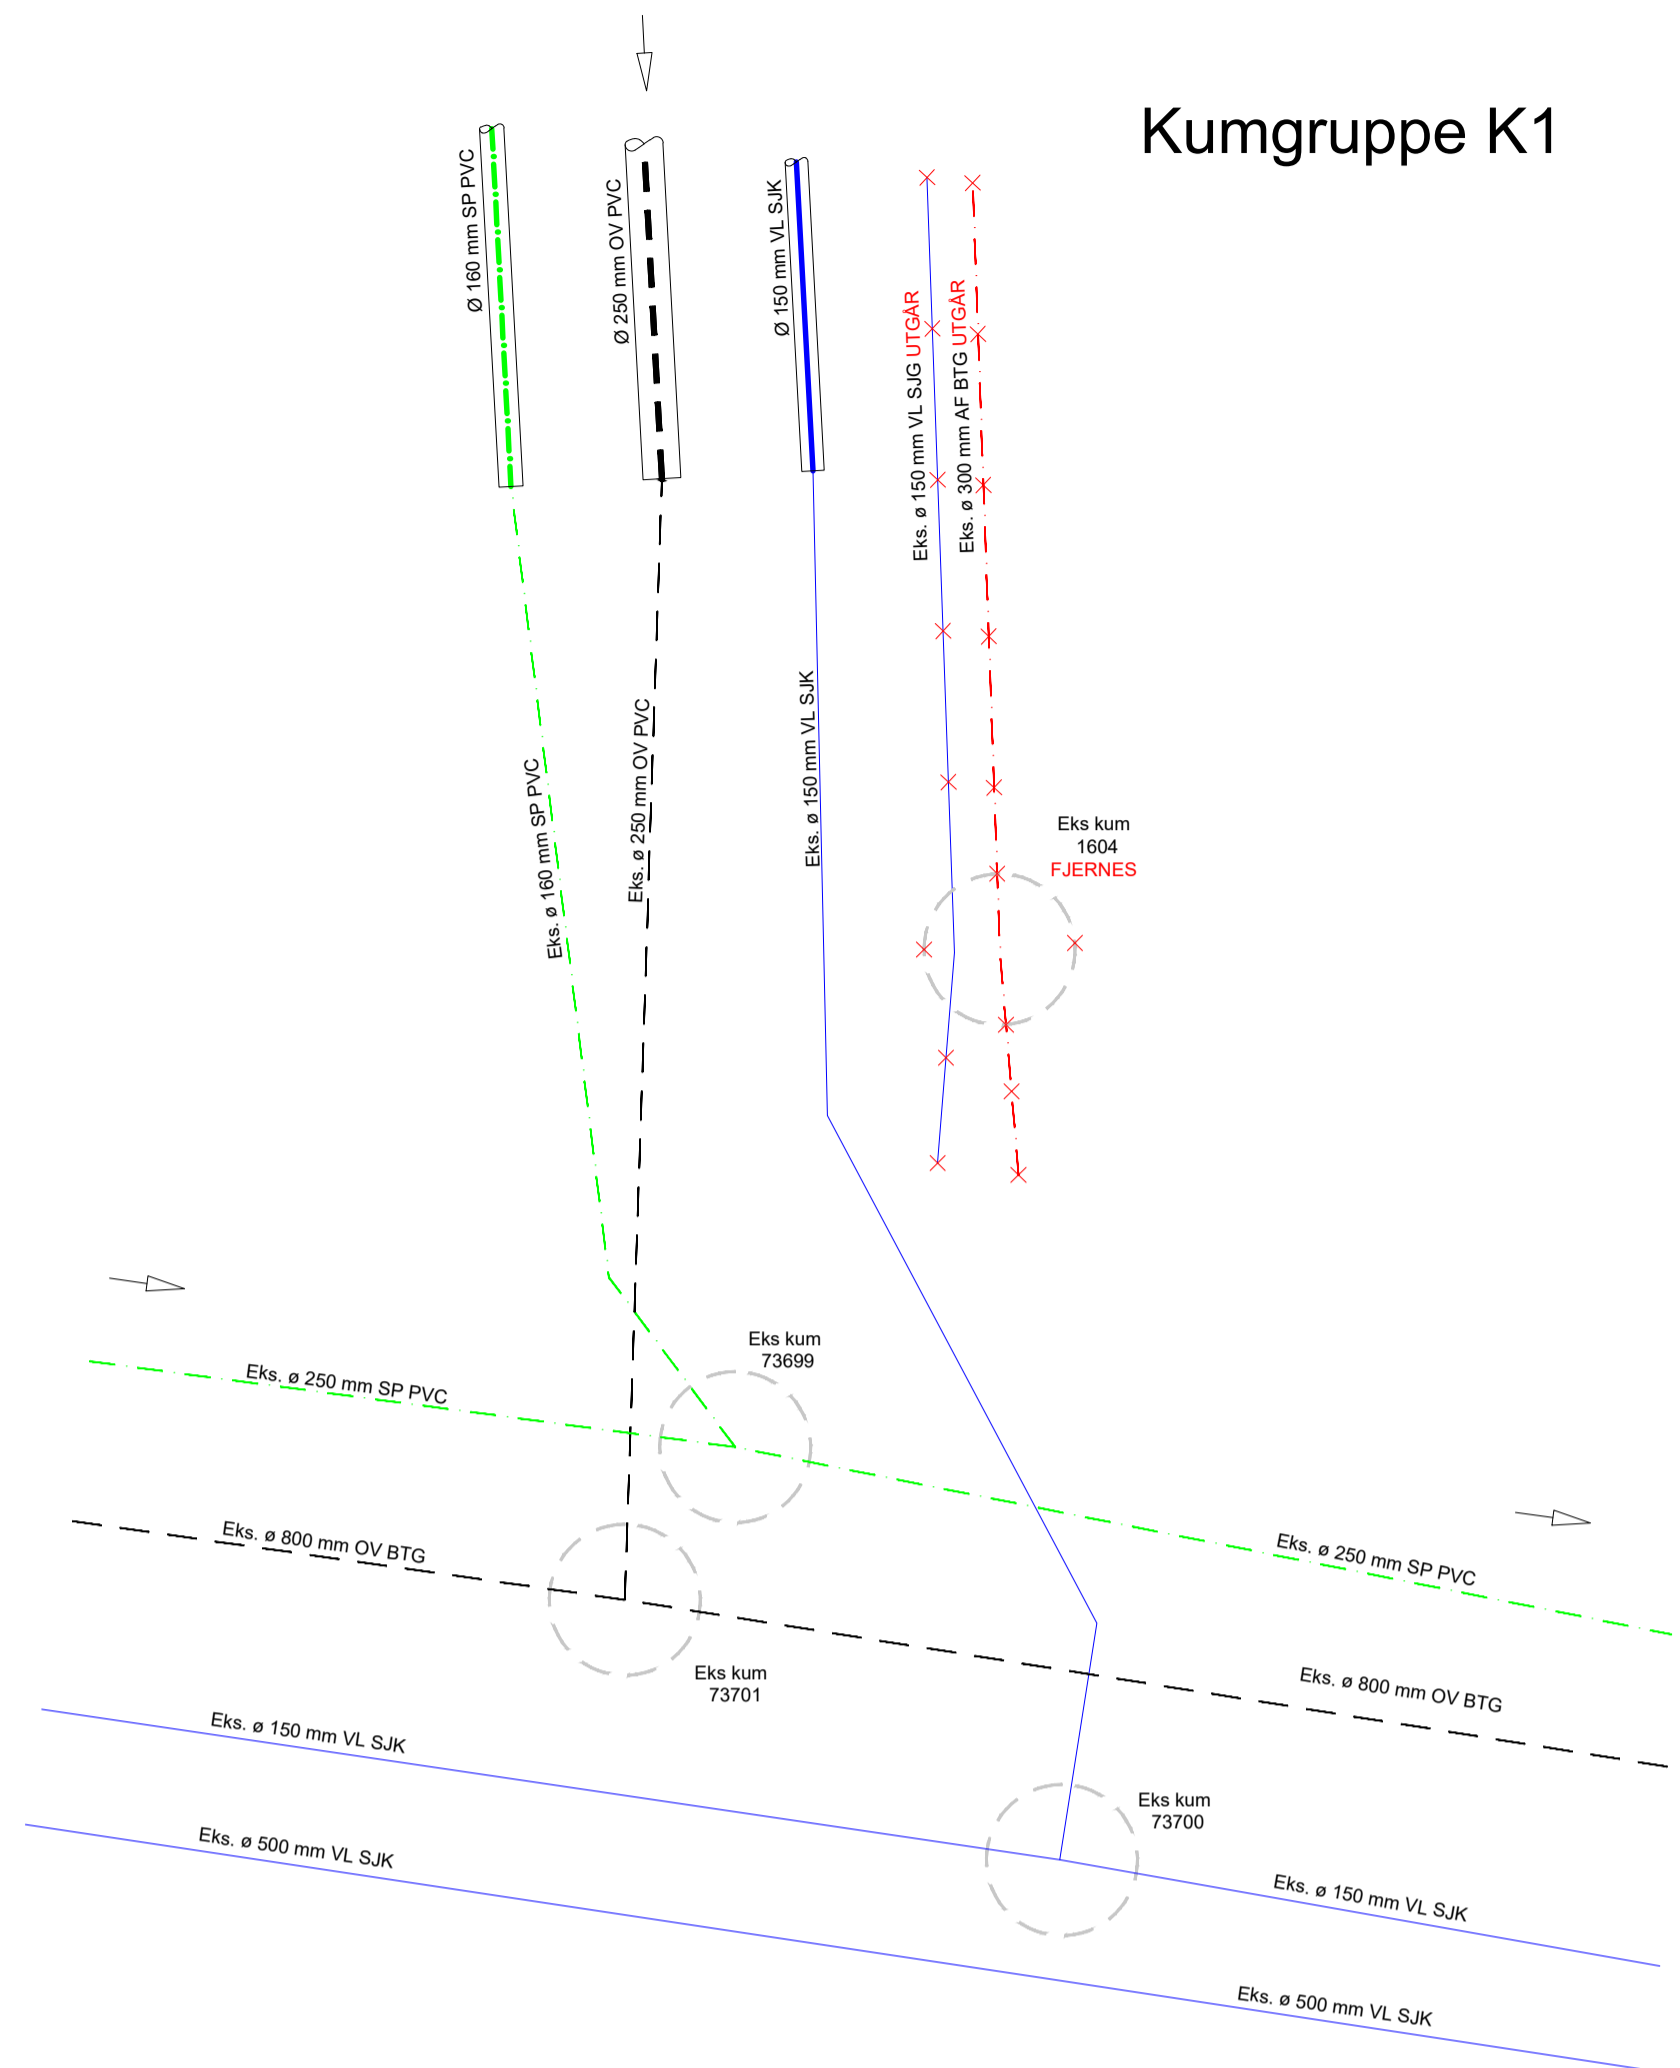 Kumgruppe K1
Ø 160 mm SP PVC
Ø 250 mm OV PVC
Ø 150 mm VL SJK
Eks. ø 150 mm VL SJG UTGÅR
Eks. ø 300 mm AF BTG UTGÅR
Eks. ø 160 mm SP PVC
Eks. ø 250 mm OV PVC
Eks. ø 150 mm VL SJK
Eks kum
1604
FJERNES
Eks kum
73699
Eks. ø 250 mm SP PVC
Eks. ø 800 mm OV BTG
Eks. ø 250 mm SP PVC
Eks kum
73701
Eks. ø 800 mm OV BTG
Eks. ø 150 mm VL SJK
Eks kum
73700
Eks. ø 500 mm VL SJK
Eks. ø 150 mm VL SJK
Eks. ø 500 mm VL SJK